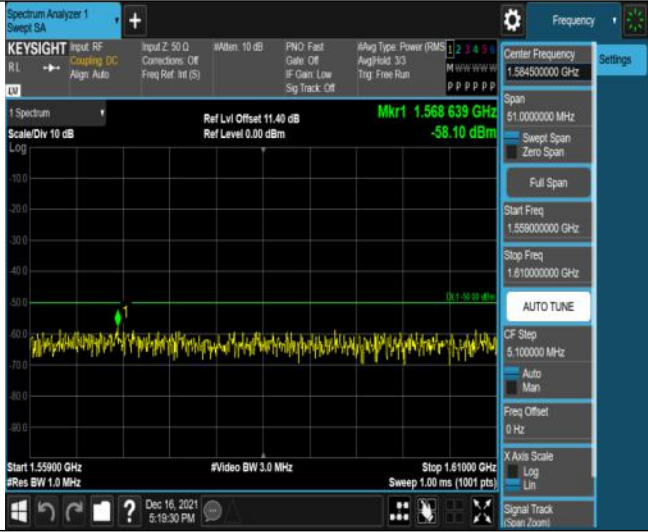 Spectrum Analyzer 1
Swept SA
+
Frequency
KEYSIGHT
RL
Input: RF
Coupling: DC
Align: Auto
Input Z: 50 Ω
Corrections: Off
Freq Ref: Int (S)
#Atten: 10 dB
PNO: Fast
Gate: Off
IF Gain: Low
Sig Track: Off
#Avg Type: Power (RMS
Avg|Hold: 3/3
Trig: Free Run
1 2 3 4 5 6
M W W W W W
P P P P P P
LV
1 Spectrum
Scale/Div 10 dB
Log
Ref Lvl Offset 11.40 dB
Ref Level 0.00 dBm
Mkr1 1.568 639 GHz
-58.10 dBm
-10.0
-20.0
-30.0
-40.0
-50.0
-60.0
-70.0
-80.0
-90.0
DL1 -50.00 dBm
1
Start 1.55900 GHz
#Res BW 1.0 MHz
#Video BW 3.0 MHz
Stop 1.61000 GHz
Sweep 1.00 ms (1001 pts)
Dec 16, 2021
5:19:30 PM
?
Center Frequency
1.584500000 GHz
Settings
Span
51.0000000 MHz
Swept Span
Zero Span
Full Span
Start Freq
1.559000000 GHz
Stop Freq
1.610000000 GHz
AUTO TUNE
CF Step
5.100000 MHz
Auto
Man
Freq Offset
0 Hz
X Axis Scale
Log
Lin
Signal Track
(Span Zoom)